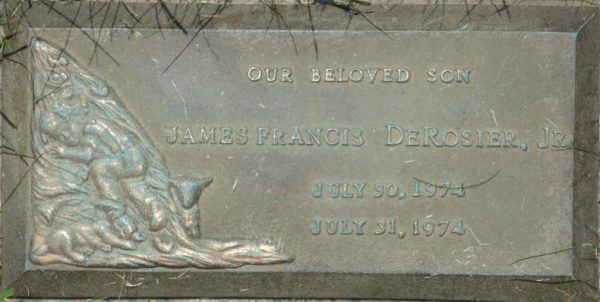 OUR BELOVED SON
JAMES FRANCIS DeROSIER, JR.
JULY 30, 1974
JULY 31, 1974